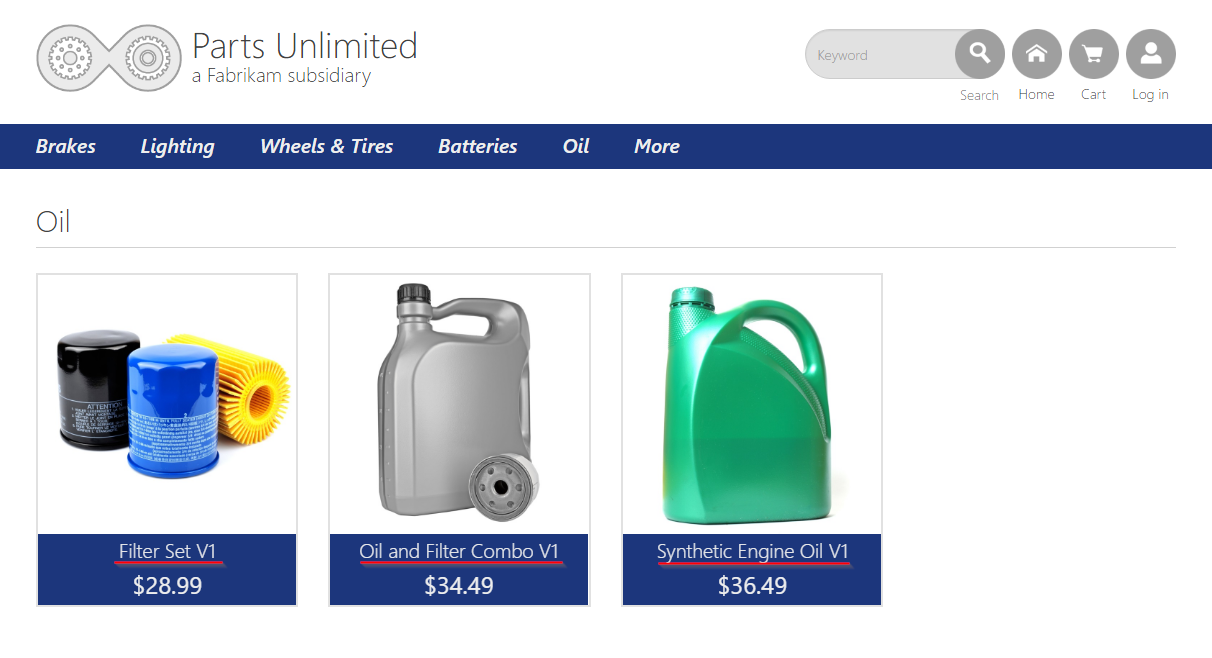 Parts Unlimited
a Fabrikam subsidiary
Keyword
Search Home Cart Log in
Brakes Lighting Wheels & Tires Batteries Oil More
Oil
ATTENTION
Filter Set V1 Oil and Filter Combo V1 Synthetic Engine Oil V1
$28.99 $34.49 $36.49